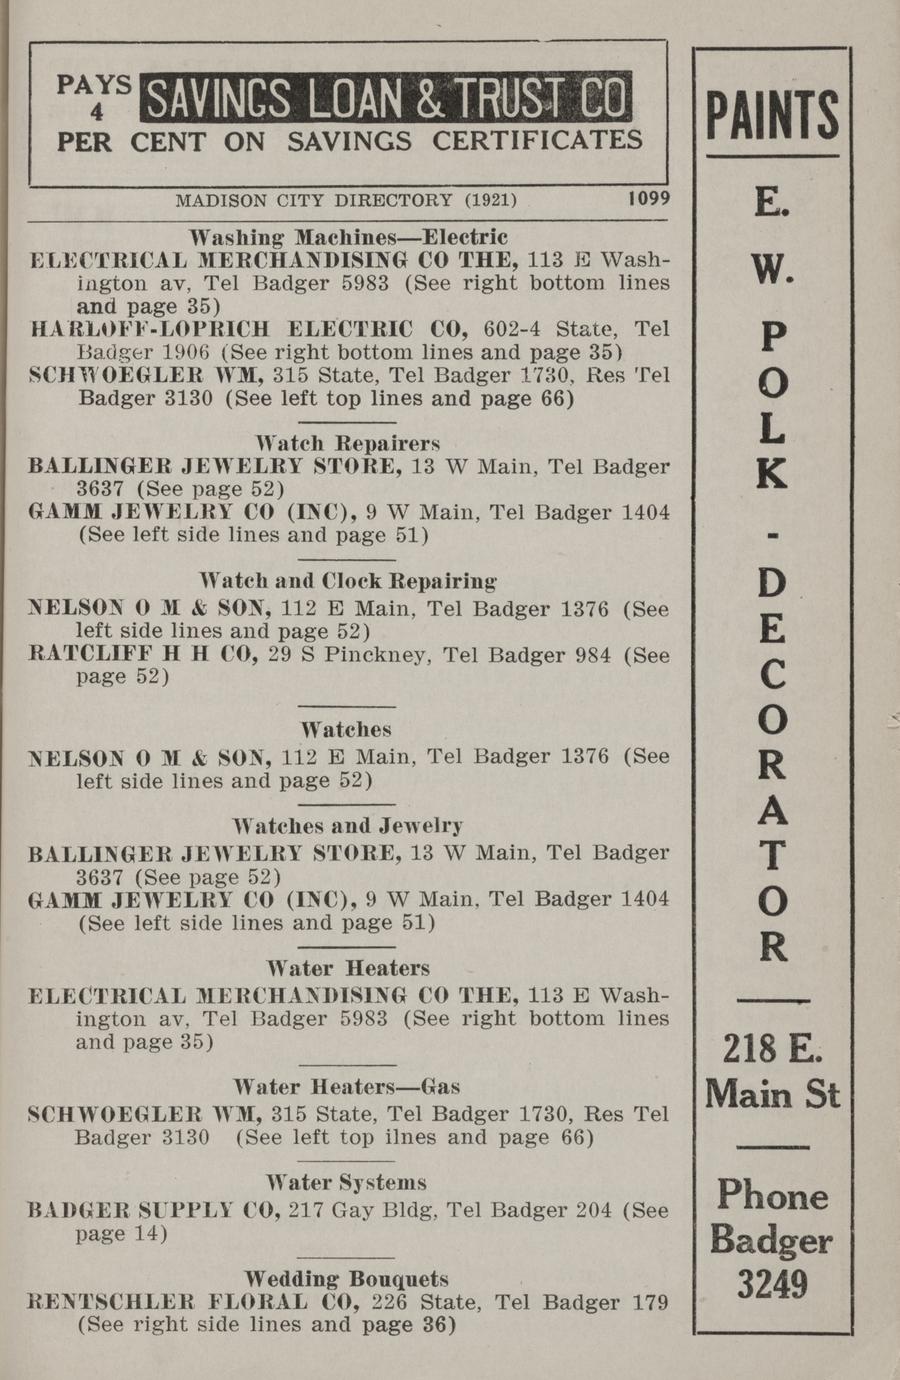 PAYS
4
SAVINGS LOAN & TRUST CO
PER CENT ON SAVINGS CERTIFICATES
MADISON CITY DIRECTORY (1921) 1099
Washing Machines—Electric
ELECTRICAL MERCHANDISING CO THE, 113 E Wash-
ington av, Tel Badger 5983 (See right bottom lines
and page 35)
HARLOFF-LOPRICH ELECTRIC CO, 602-4 State, Tel
Badger 1906 (See right bottom lines and page 35)
SCHWOEGLER WM, 315 State, Tel Badger 1730, Res Tel
Badger 3130 (See left top lines and page 66)
Watch Repairers
BALLINGER JEWELRY STORE, 13 W Main, Tel Badger
3637 (See page 52)
GAMM JEWELRY CO (INC), 9 W Main, Tel Badger 1404
(See left side lines and page 51)
Watch and Clock Repairing
NELSON O M & SON, 112 E Main, Tel Badger 1376 (See
left side lines and page 52)
RATCLIFF H H CO, 29 S Pinckney, Tel Badger 984 (See
page 52)
Watches
NELSON O M & SON, 112 E Main, Tel Badger 1376 (See
left side lines and page 52)
Watches and Jewelry
BALLINGER JEWELRY STORE, 13 W Main, Tel Badger
3637 (See page 52)
GAMM JEWELRY CO (INC), 9 W Main, Tel Badger 1404
(See left side lines and page 51)
Water Heaters
ELECTRICAL MERCHANDISING CO THE, 113 E Wash-
ington av, Tel Badger 5983 (See right bottom lines
and page 35)
Water Heaters—Gas
SCHWOEGLER WM, 315 State, Tel Badger 1730, Res Tel
Badger 3130 (See left top ilnes and page 66)
Water Systems
BADGER SUPPLY CO, 217 Gay Bldg, Tel Badger 204 (See
page 14)
Wedding Bouquets
RENTSCHLER FLORAL CO, 226 State, Tel Badger 179
(See right side lines and page 36)
PAINTS
E.
W.
P
O
L
K
-
D
E
C
O
R
A
T
O
R
218 E.
Main St
Phone
Badger
3249